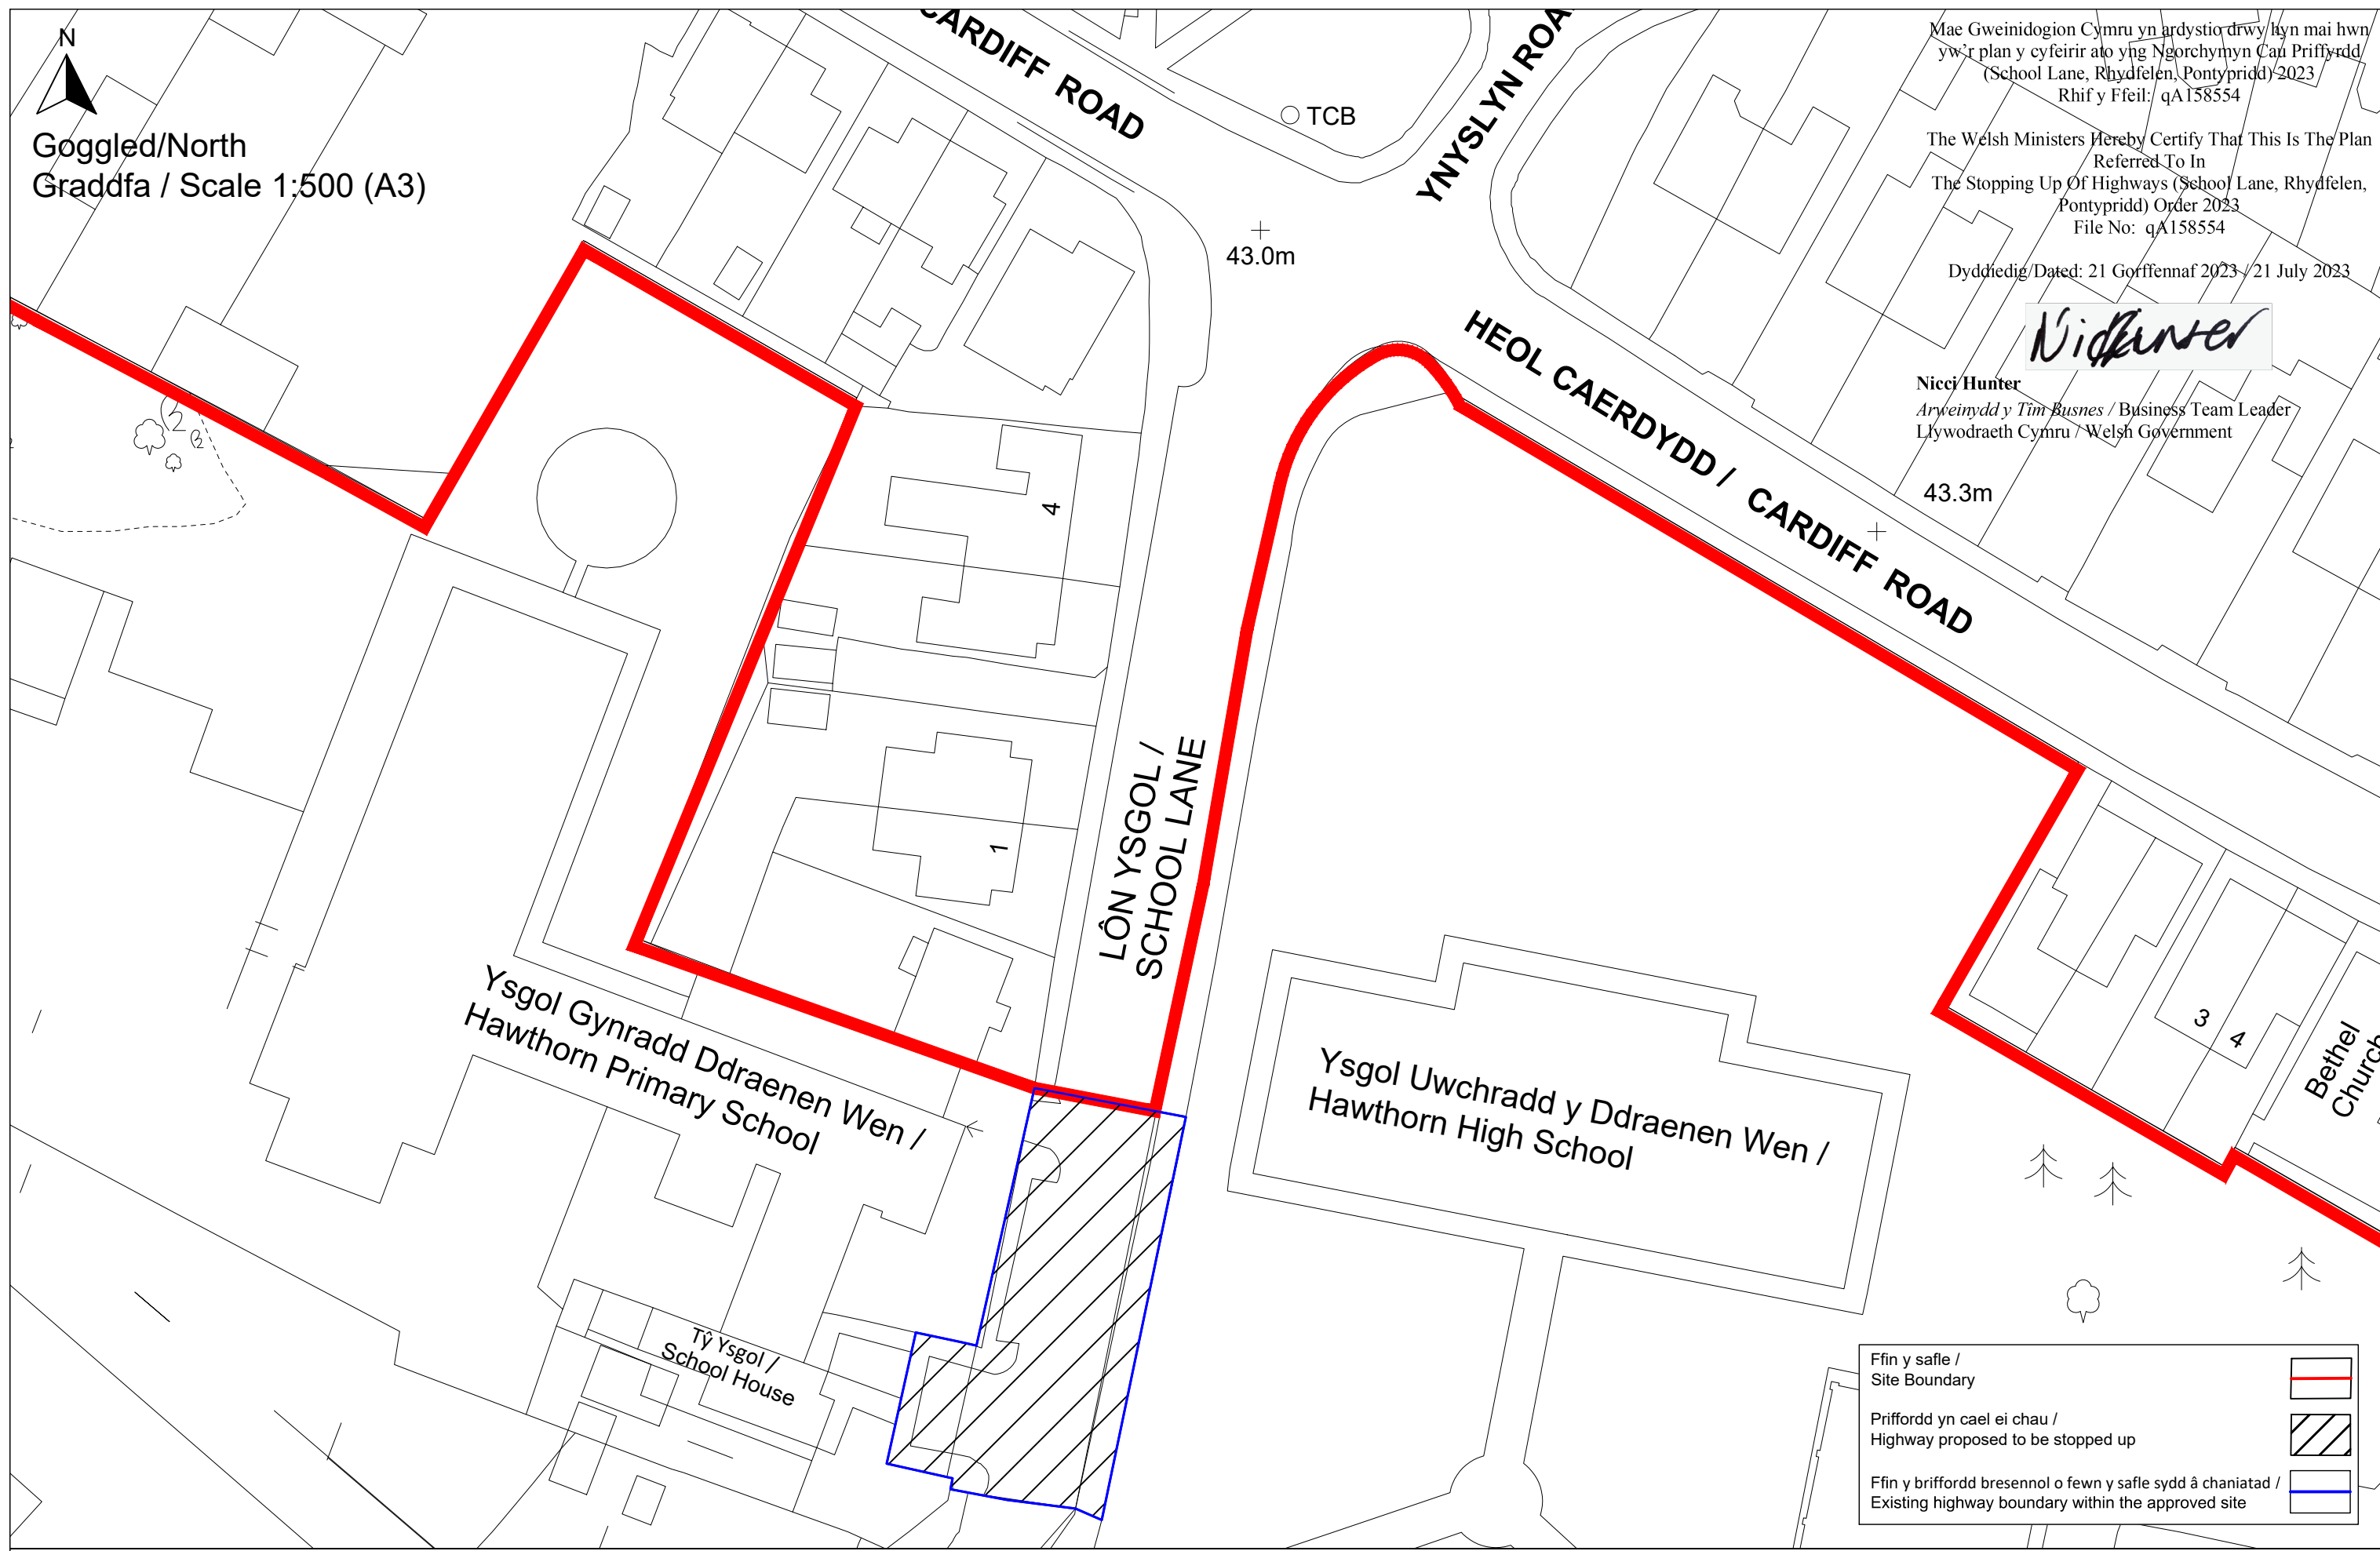 N
Goggled/North
Graddfa / Scale 1:500 (A3)
CARDIFF ROAD
TCB
43.0m
Mae Gweinidogion Cymru yn ardystio drwy hyn mai hwn
yw'r plan y cyfeirir ato yng Ngorchymyn Cau Priffyrdd
(School Lane, Rhydfelen, Pontypridd) 2023
Rhif y Ffeil: qA158554
The Welsh Ministers Hereby Certify That This Is The Plan
Referred To In
The Stopping Up Of Highways (School Lane, Rhydfelen,
Pontypridd) Order 2023
File No: qA158554
Dyddiedig/Dated: 21 Gorffennaf 2023 / 21 July 2023
Nicci Hunter
Arweinydd y Tîm Busnes / Business Team Leader
Llywodraeth Cymru / Welsh Government
43.3m
YNYSLYN ROA
HEOL CAERDYDD / CARDIFF ROAD
4
1
LÔN YSGOL /
SCHOOL LANE
Ysgol Gynradd Ddraenen Wen /
Hawthorn Primary School
Ysgol Uwchradd y Ddraenen Wen /
Hawthorn High School
3
4
Bethel
Church
Tŷ Ysgol /
School House
Ffin y safle /
Site Boundary
Priffordd yn cael ei chau /
Highway proposed to be stopped up
Ffin y briffordd bresennol o fewn y safle sydd â chaniatad /
Existing highway boundary within the approved site